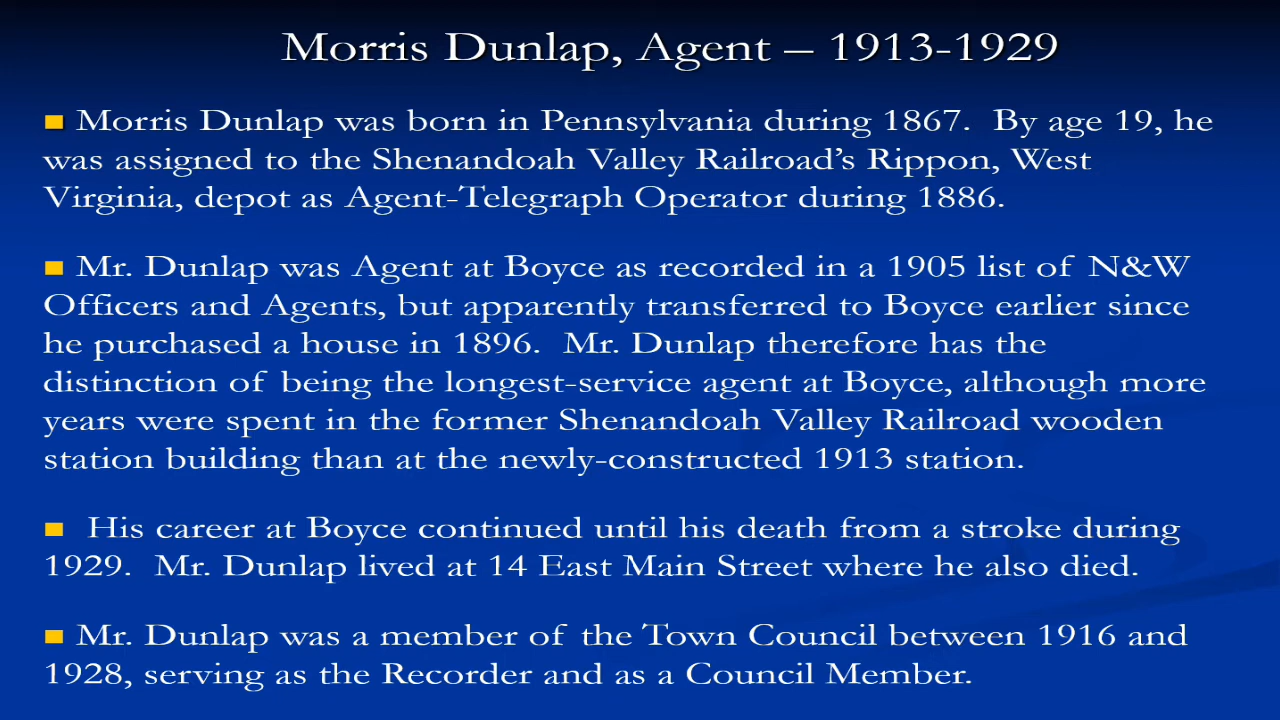 Morris Dunlap, Agent – 1913-1929
Morris Dunlap was born in Pennsylvania during 1867.  By age 19, he
was assigned to the Shenandoah Valley Railroad’s Rippon, West
Virginia, depot as Agent-Telegraph Operator during 1886.
Mr. Dunlap was Agent at Boyce as recorded in a 1905 list of N&W
Officers and Agents, but apparently transferred to Boyce earlier since
he purchased a house in 1896.  Mr. Dunlap therefore has the
distinction of being the longest-service agent at Boyce, although more
years were spent in the former Shenandoah Valley Railroad wooden
station building than at the newly-constructed 1913 station.
His career at Boyce continued until his death from a stroke during
1929.  Mr. Dunlap lived at 14 East Main Street where he also died.
Mr. Dunlap was a member of the Town Council between 1916 and
1928, serving as the Recorder and as a Council Member.